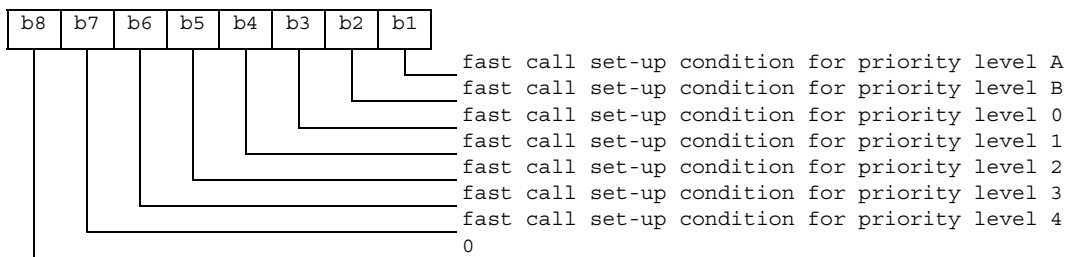 b8 b7 b6 b5 b4 b3 b2 b1
fast call set-up condition for priority level A
fast call set-up condition for priority level B
fast call set-up condition for priority level 0
fast call set-up condition for priority level 1
fast call set-up condition for priority level 2
fast call set-up condition for priority level 3
fast call set-up condition for priority level 4
0